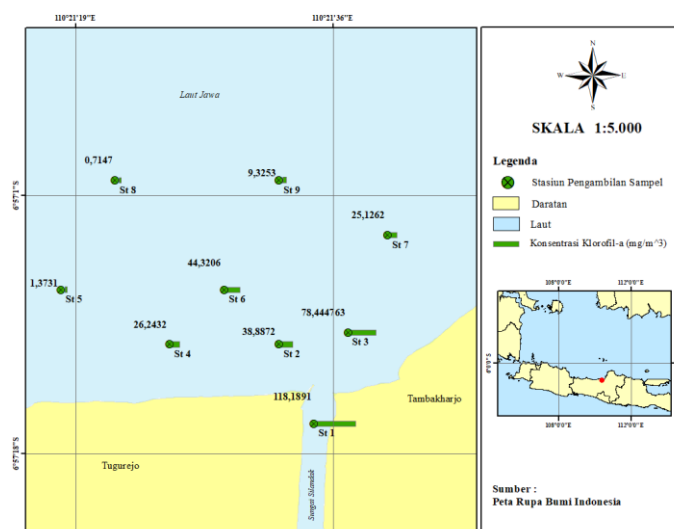 110°21'19"E
110°21'36"E
Laut Jawa
0,7147
St 8
9,3253
St 9
6°57'1"S
25,1262
St 7
44,3206
1,3731
St 5
St 6
78,444763
26,2432
38,8872
St 3
St 4
St 2
118,1891
Tambakharjo
St 1
6°57'18"S
Tugurejo
Sungai Silandak
N
W
U
S
SKALA 1:5.000
Legenda
Stasiun Pengambilan Sampel
Daratan
Laut
Konsentrasi Klorofil-a (mg/m^3)
108°0'0"E
112°0'0"E
108°0'0"E
112°0'0"E
Sumber :
Peta Rupa Bumi Indonesia